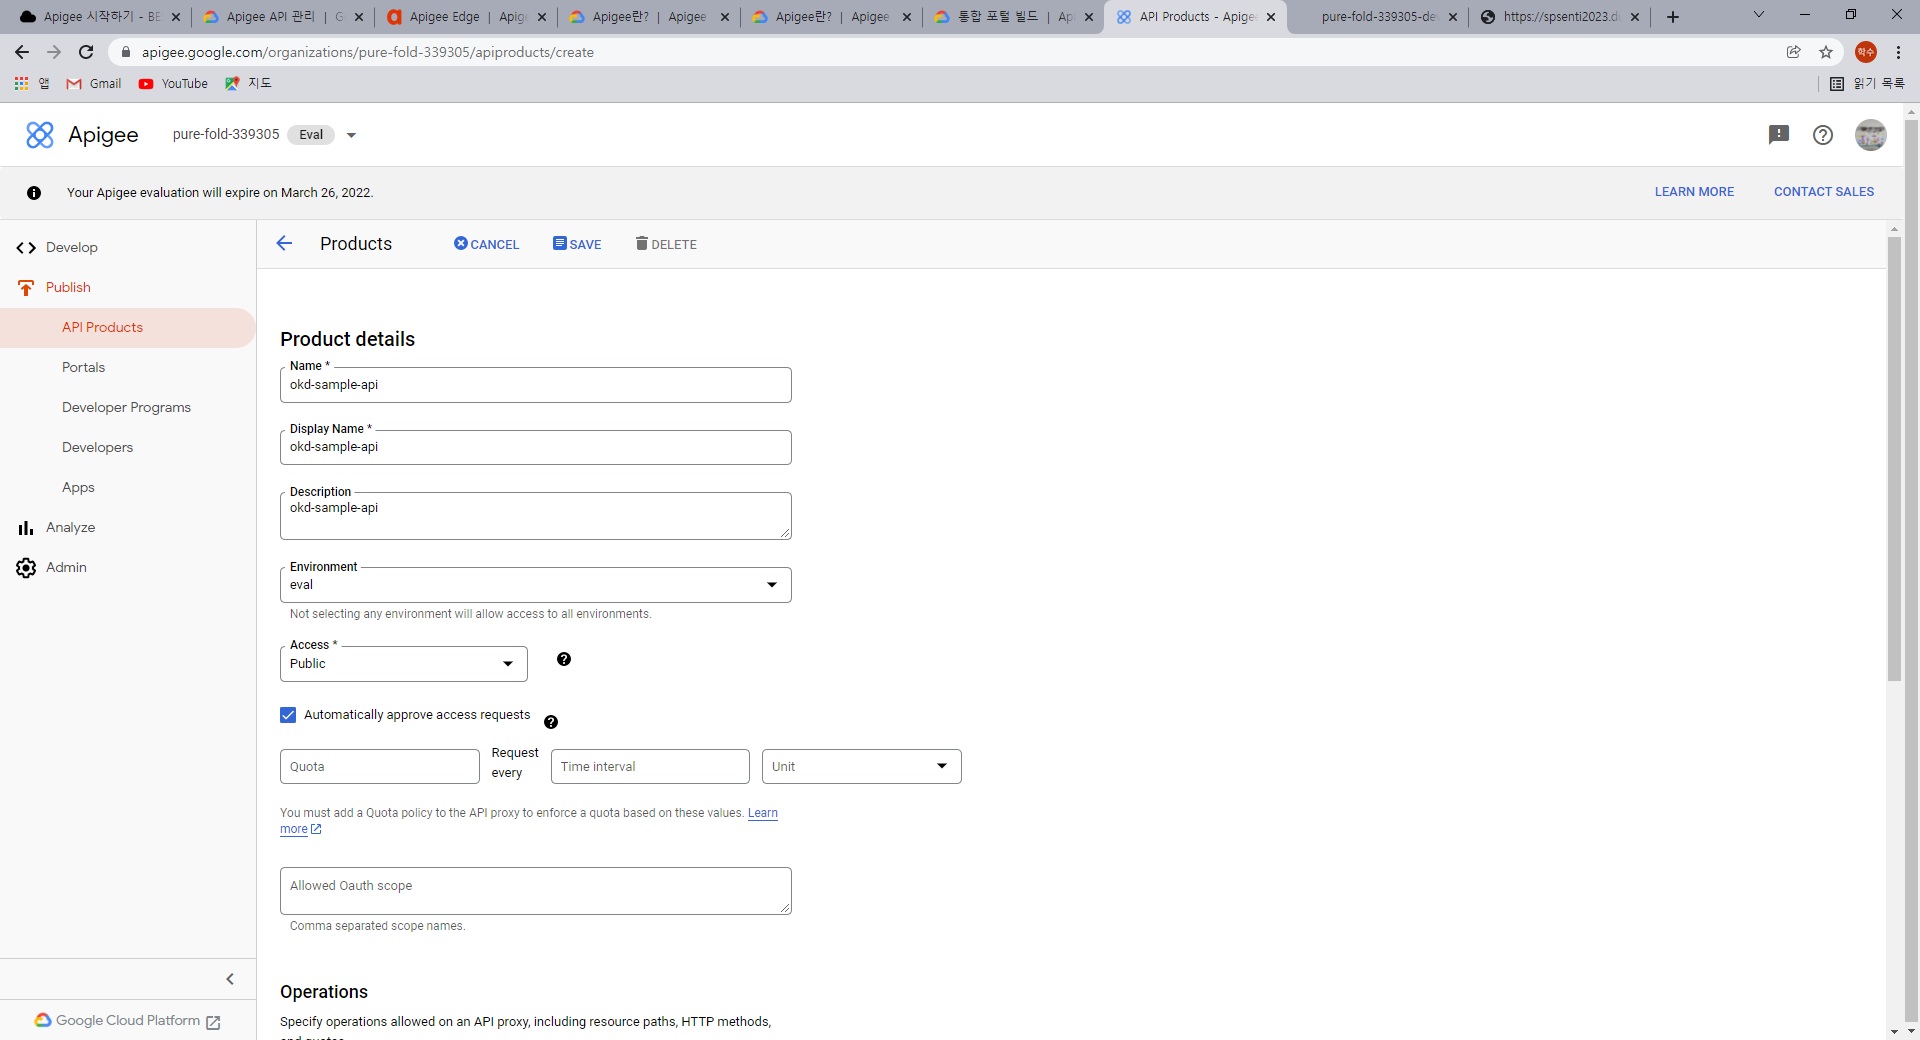 Apigee 시작하기 - BE
Apigee API 관리 | G
Apigee Edge | Apig
Apigee란? | Apigee
Apigee란? | Apigee
통합 포털 빌드 | Ap
API Products - Apige
pure-fold-339305-de
https://spsenti2023.d
apigee.google.com/organizations/pure-fold-339305/apiproducts/create
학수
앱
Gmail
YouTube
지도
읽기 목록
Apigee
pure-fold-339305
Eval
Your Apigee evaluation will expire on March 26, 2022.
LEARN MORE
CONTACT SALES
Develop
Publish
API Products
Portals
Developer Programs
Developers
Apps
Analyze
Admin
Google Cloud Platform
Products
CANCEL
SAVE
DELETE
Product details
Name *
okd-sample-api
Display Name *
okd-sample-api
Description
okd-sample-api
Environment
eval
Not selecting any environment will allow access to all environments.
Access *
Public
Automatically approve access requests
Quota
Request
every
Time interval
Unit
You must add a Quota policy to the API proxy to enforce a quota based on these values. Learn
more
Allowed Oauth scope
Comma separated scope names.
Operations
Specify operations allowed on an API proxy, including resource paths, HTTP methods,
and quotas